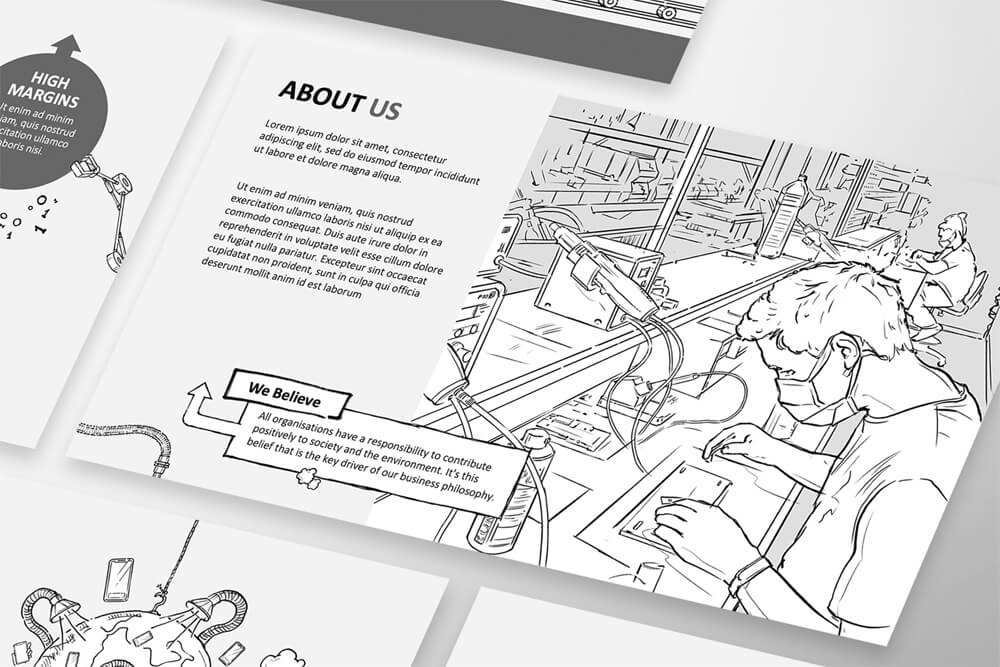 HIGH
MARGINS
Ut enim ad minim
quis nostrud
ullamco
nisi.
ABOUT US
Lorem ipsum dolor sit amet, consectetur
adipiscing elit, sed do eiusmod tempor incididunt
ut labore et dolore magna aliqua.
Ut enim ad minim veniam, quis nostrud
exercitation ullamco laboris nisi ut aliquip ex ea
commodo consequat. Duis aute irure dolor in
reprehenderit in voluptate velit esse cillum dolore
eu fugiat nulla pariatur. Excepteur sint occaecat
cupidatat non proident, sunt in culpa qui officia
deserunt mollit anim id est laborum
We Believe
All organisations have a responsibility to contribute
positively to society and the environment. It's this
belief that is the key driver of our business philosophy.